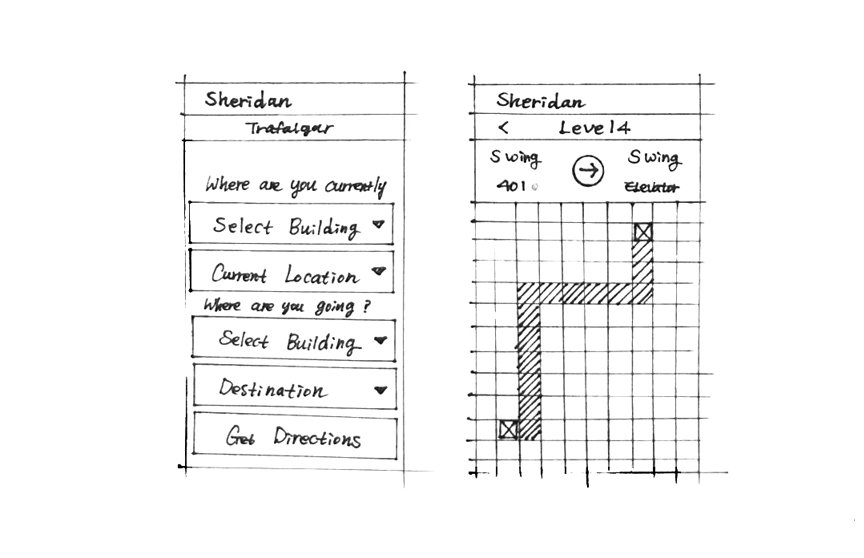 Sheridan
Trafalgar
Where are you currently
Select Building
Current Location
Where are you going ?
Select Building
Destination
Get Directions
Sheridan
< Level 4
S wing S wing
401 Elevator